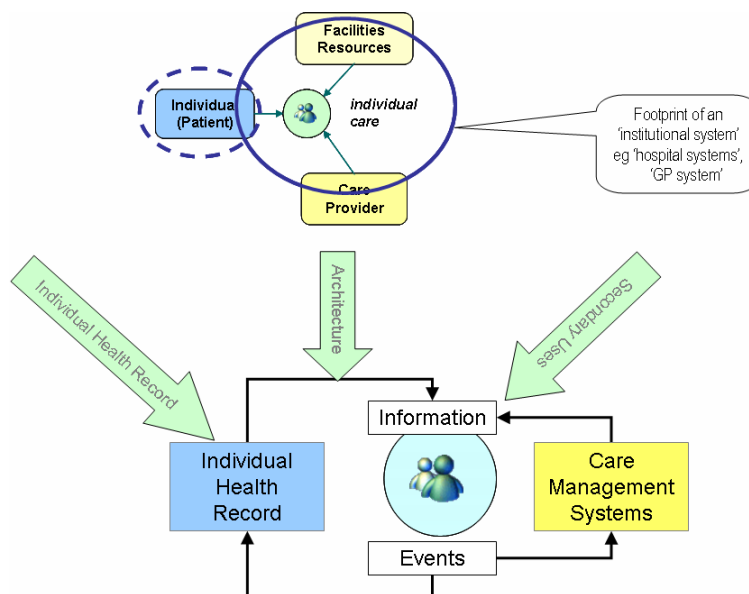 Facilities
Resources
Individual
(Patient)
individual
care
Care
Provider
Footprint of an
'institutional system'
eg 'hospital systems',
'GP system'
Individual Health Record
Architecture
Secondary Uses
Information
Individual
Health
Record
Care
Management
Systems
Events